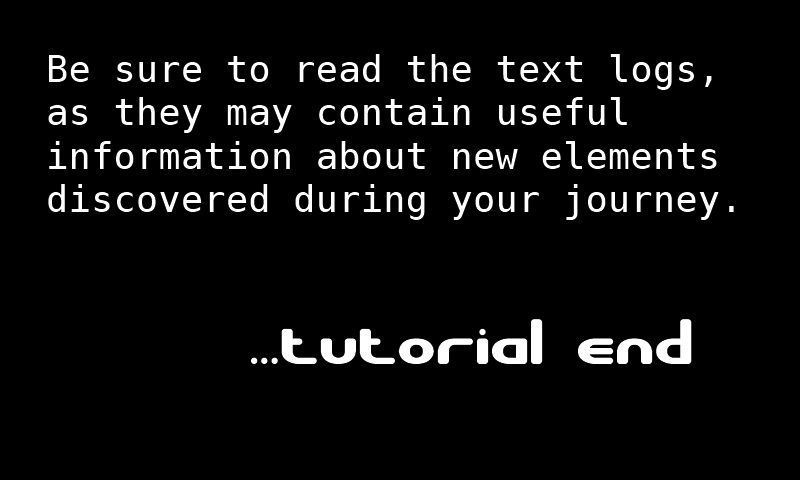 Be sure to read the text logs,
as they may contain useful
information about new elements
discovered during your journey.
...tutorial end